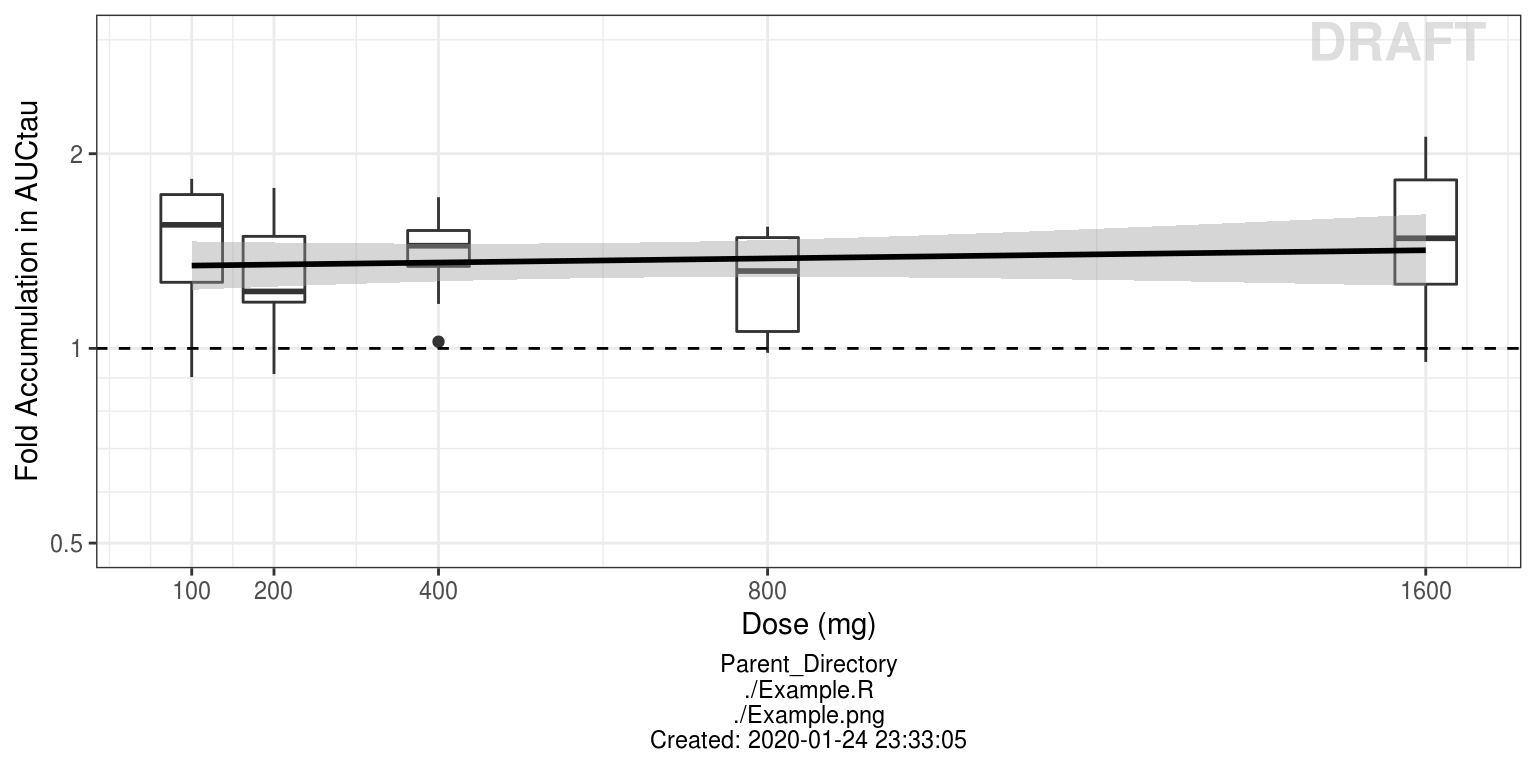 DRAFT
Fold Accumulation in AUCtau
2
1
0.5
100 200 400 800 1600
Dose (mg)
Parent_Directory
./Example.R
./Example.png
Created: 2020-01-24 23:33:05